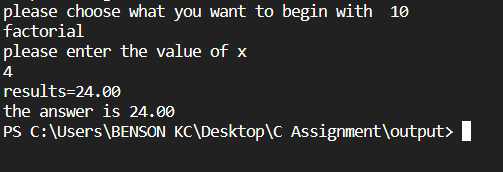 please choose what you want to begin with  10
factorial
please enter the value of x
4
results=24.00
the answer is 24.00
PS C:\Users\BENSON KC\Desktop\C Assignment\output>